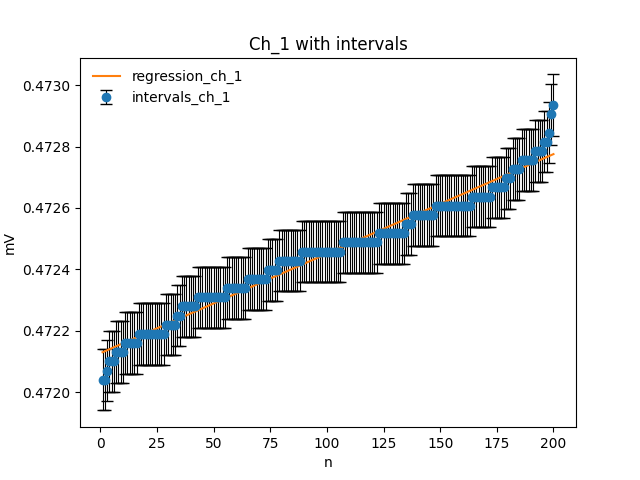 Ch_1 with intervals
regression_ch_1
intervals_ch_1
0.4730
0.4728
0.4726
0.4724
0.4722
0.4720
mV
0 25 50 75 100 125 150 175 200
n